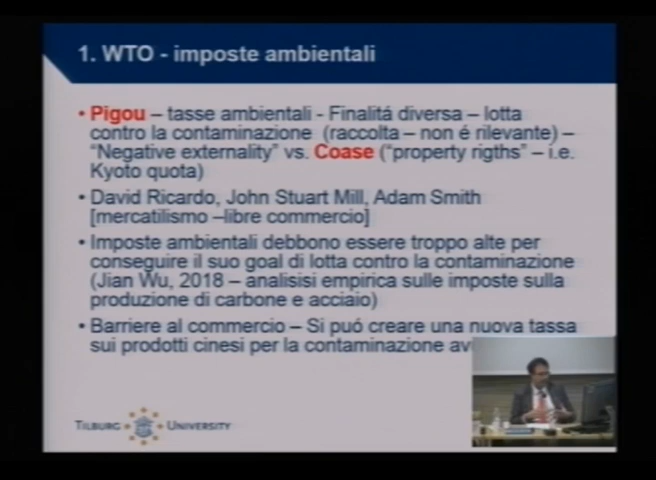 1. WTO - imposte ambientali
• Pigou – tasse ambientali - Finalitá diversa – lotta
contro la contaminazione (raccolta – non é rilevante) –
“Negative externality” vs. Coase (“property rigths” – i.e.
Kyoto quota)
• David Ricardo, John Stuart Mill, Adam Smith
[mercatilismo –libre commercio]
• Imposte ambientali debbono essere troppo alte per
conseguire il suo goal di lotta contro la contaminazione
(Jian Wu, 2018 – analisisi empirica sulle imposte sulla
produzione di carbone e acciaio)
• Barriere al commercio – Si puó creare una nuova tassa
sui prodotti cinesi per la contaminazione
TILBURG UNIVERSITY